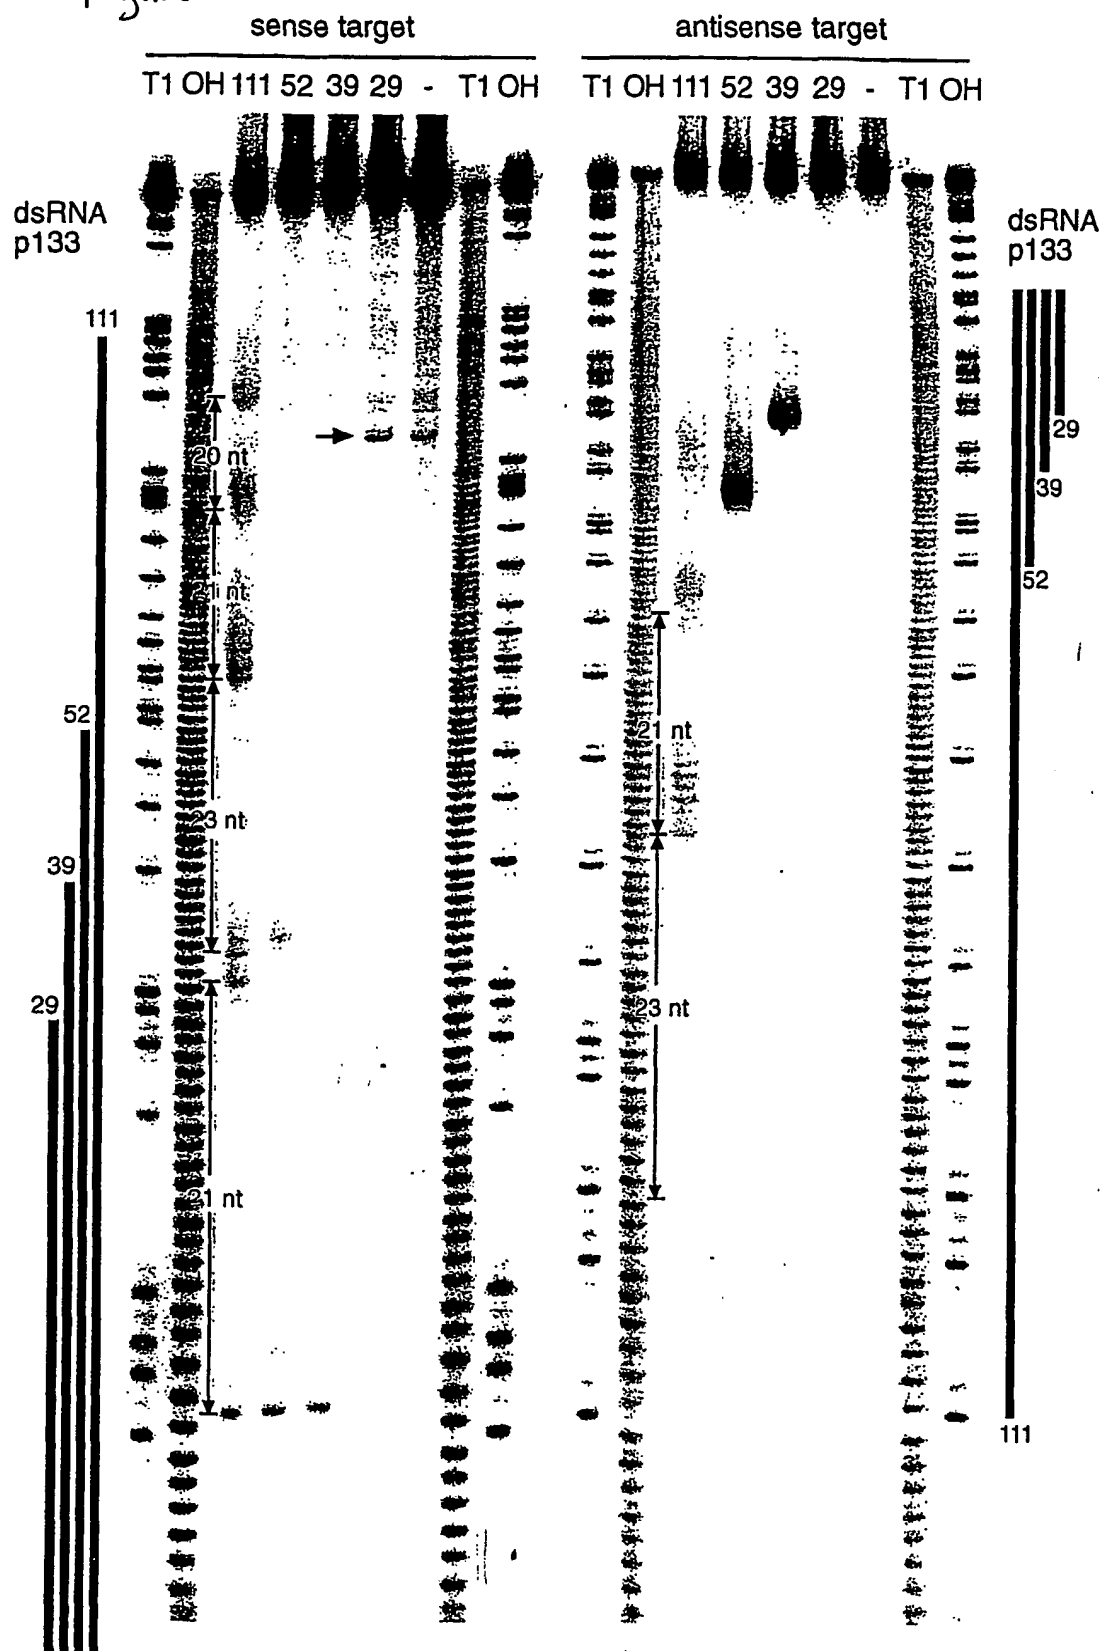 sense target
antisense target
T1 OH 111 52 39 29 - T1 OH
T1 OH 111 52 39 29 - T1 OH
dsRNA
p133
dsRNA
p133
111
20 nt
29
39
52
21 nt
52
21 nt
23 nt
39
29
23 nt
21 nt
111